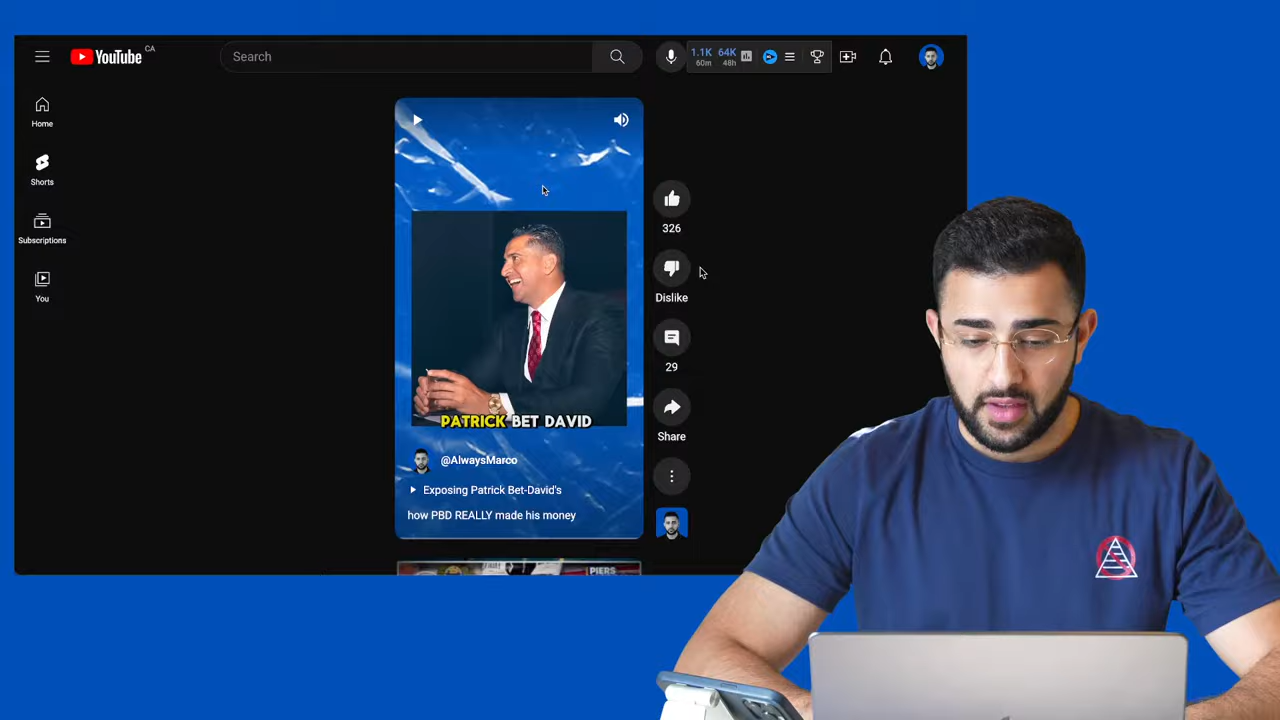 YouTube CA
Search
1.1K 64K
60m 48h
Home
Shorts
Subscriptions
You
PATRICK BET DAVID
@AlwaysMarco
Exposing Patrick Bet-David's
how PBD REALLY made his money
326
Dislike
29
Share
PIERS